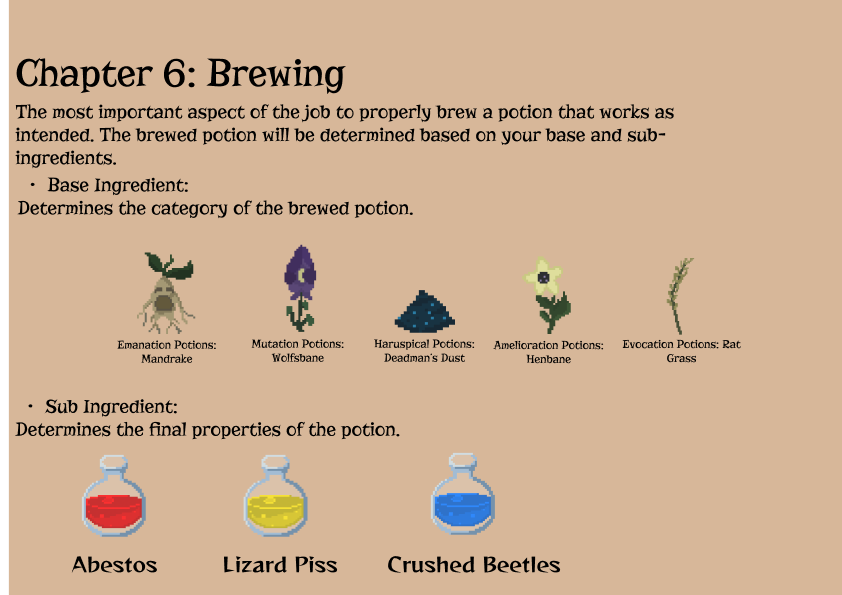 Chapter 6: Brewing
The most important aspect of the job to properly brew a potion that works as
intended. The brewed potion will be determined based on your base and sub-
ingredients.
• Base Ingredient:
Determines the category of the brewed potion.
Emanation Potions:
Mandrake
Mutation Potions:
Wolfsbane
Haruspical Potions:
Deadman's Dust
Amelioration Potions:
Henbane
Evocation Potions: Rat
Grass
• Sub Ingredient:
Determines the final properties of the potion.
Abestos
Lizard Piss
Crushed Beetles